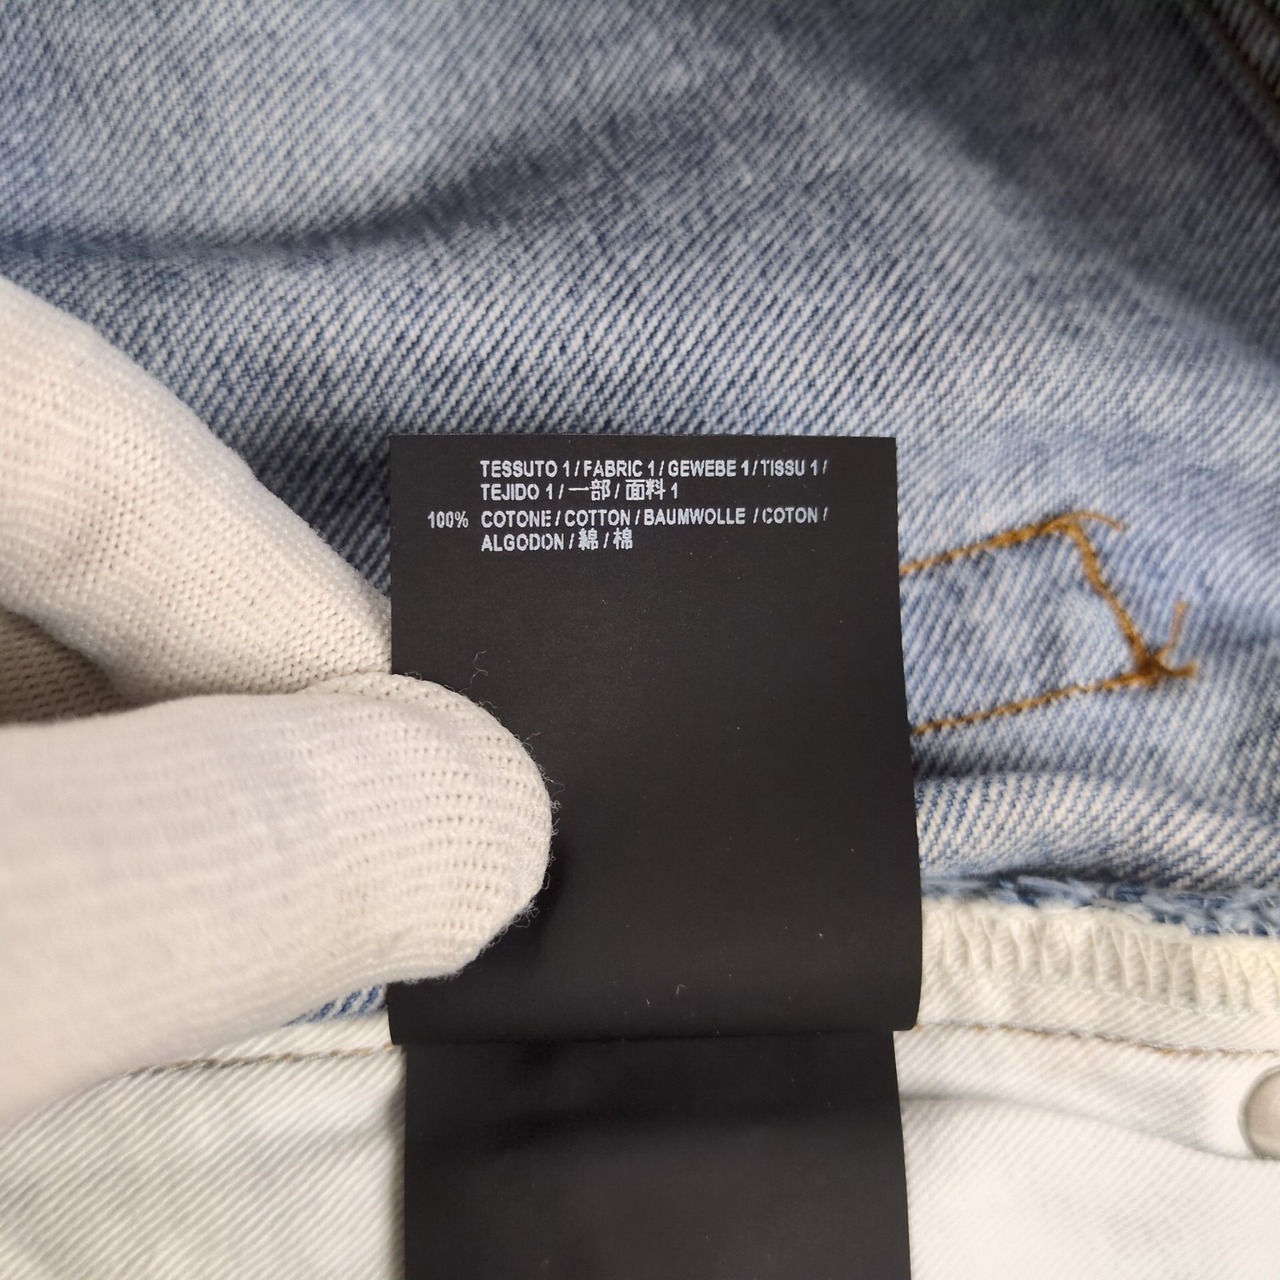 TESSUTO 1 / FABRIC 1 / GEWEBE 1 / TISSU 1 /
TEJIDO 1 / 一部 / 面料 1
100% COTONE / COTTON / BAUMWOLLE / COTON /
ALGODON / 綿 / 棉